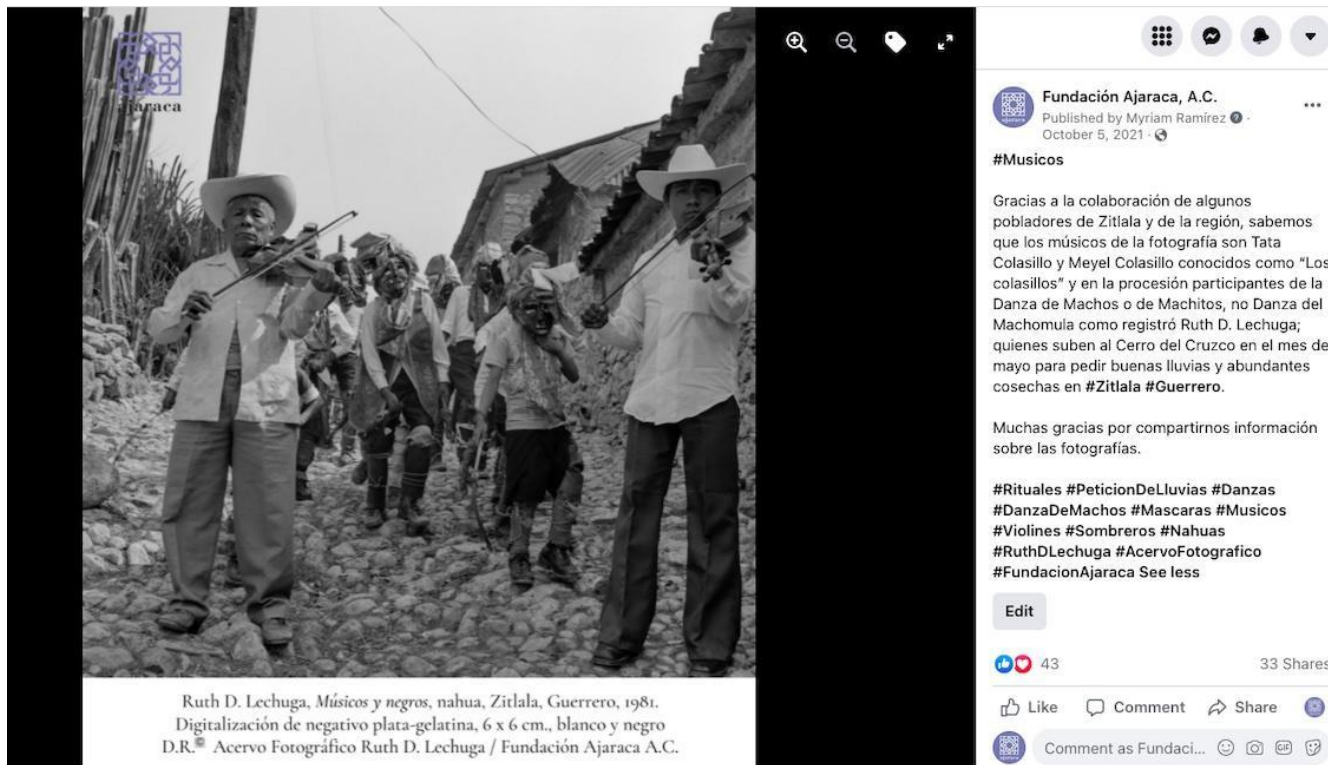 ajaraca
Ruth D. Lechuga, Músicos y negros, nahua, Zitlala, Guerrero, 1981.
Digitalización de negativo plata-gelatina, 6 x 6 cm., blanco y negro
D.R.© Acervo Fotográfico Ruth D. Lechuga / Fundación Ajaraca A.C.
Fundación Ajaraca, A.C.
Published by Myriam Ramírez ·
October 5, 2021 ·
#Musicos
Gracias a la colaboración de algunos
pobladores de Zitlala y de la región, sabemos
que los músicos de la fotografía son Tata
Colasillo y Meyel Colasillo conocidos como “Los
colasillos” y en la procesión participantes de la
Danza de Machos o de Machitos, no Danza del
Machomula como registró Ruth D. Lechuga;
quienes suben al Cerro del Cruzco en el mes de
mayo para pedir buenas lluvias y abundantes
cosechas en #Zitlala #Guerrero.
Muchas gracias por compartirnos información
sobre las fotografías.
#Rituales #PeticionDeLluvias #Danzas
#DanzaDeMachos #Mascaras #Musicos
#Violines #Sombreros #Nahuas
#RuthDLechuga #AcervoFotografico
#FundacionAjaraca See less
Edit
43 33 Shares
Like Comment Share
Comment as Fundaci... GIF